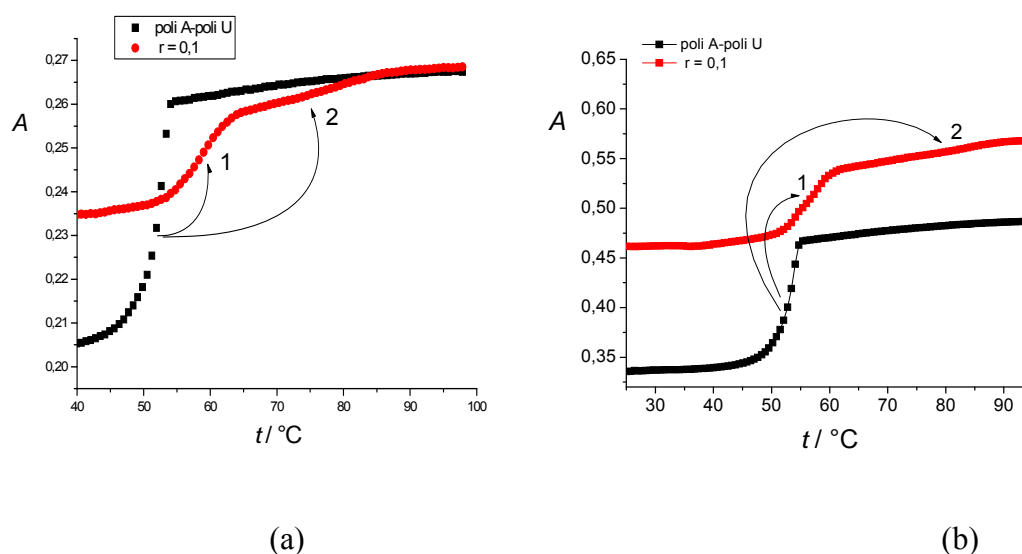 poli A-poli U
r = 0,1
0,27
0,26
0,25
0,24
0,23
0,22
0,21
0,20
A
1
2
40 50 60 70 80 90 100
t / °C
(a)
poli A-poli U
r = 0,1
0,65
0,60
0,55
0,50
0,45
0,40
0,35
A
1
2
30 40 50 60 70 80 90
t / °C
(b)